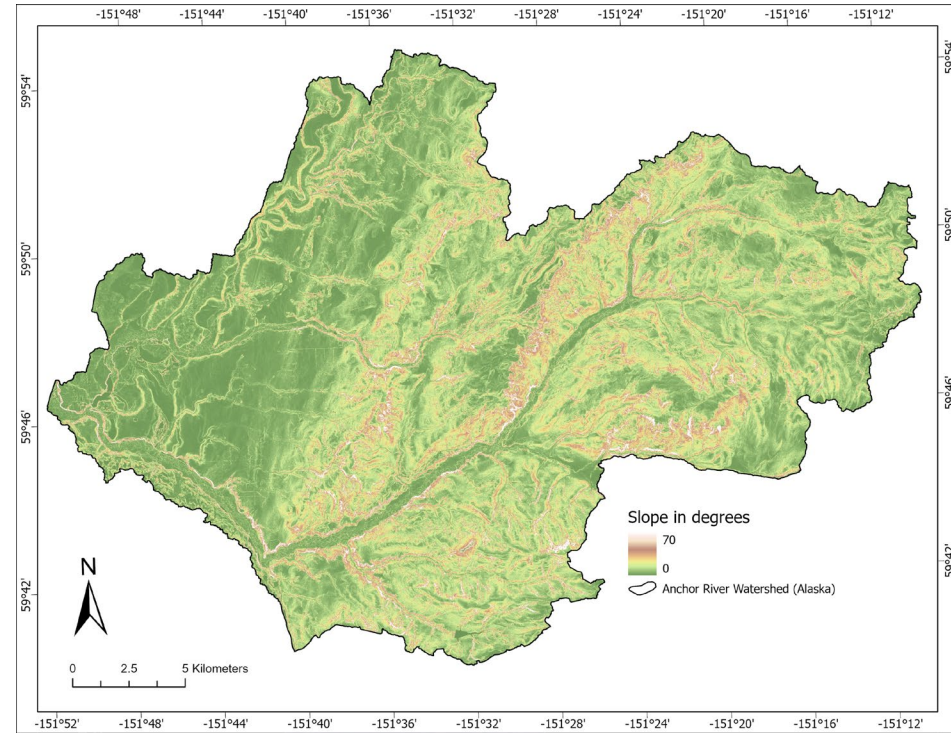 -151°48' -151°44' -151°40' -151°36' -151°32' -151°28' -151°24' -151°20' -151°16' -151°12'
59°54' 59°54'
59°50' 59°50'
59°46' 59°46'
Slope in degrees
70
0
59°42' 59°42'
Anchor River Watershed (Alaska)
N
0 2.5 5 Kilometers
-151°52' -151°48' -151°44' -151°40' -151°36' -151°32' -151°28' -151°24' -151°20' -151°16' -151°12'